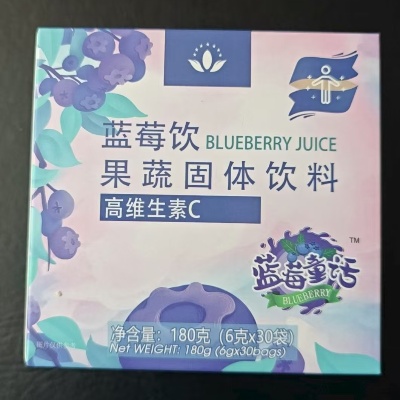 蓝莓饮 BLUEBERRY JUICE
果蔬固体饮料
高维生素C
蓝莓童话 TM
BLUEBERRY
净含量：180克（6克×30袋）
Net WEIGHT: 180g (6gx30bags)